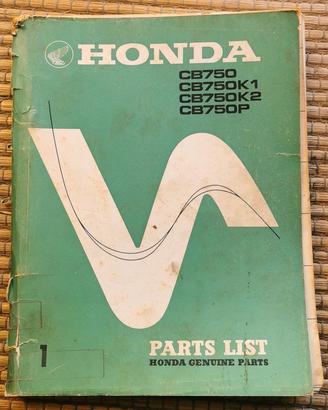 HONDA
CB750
CB750K1
CB750K2
CB750P
1
PARTS LIST
HONDA GENUINE PARTS